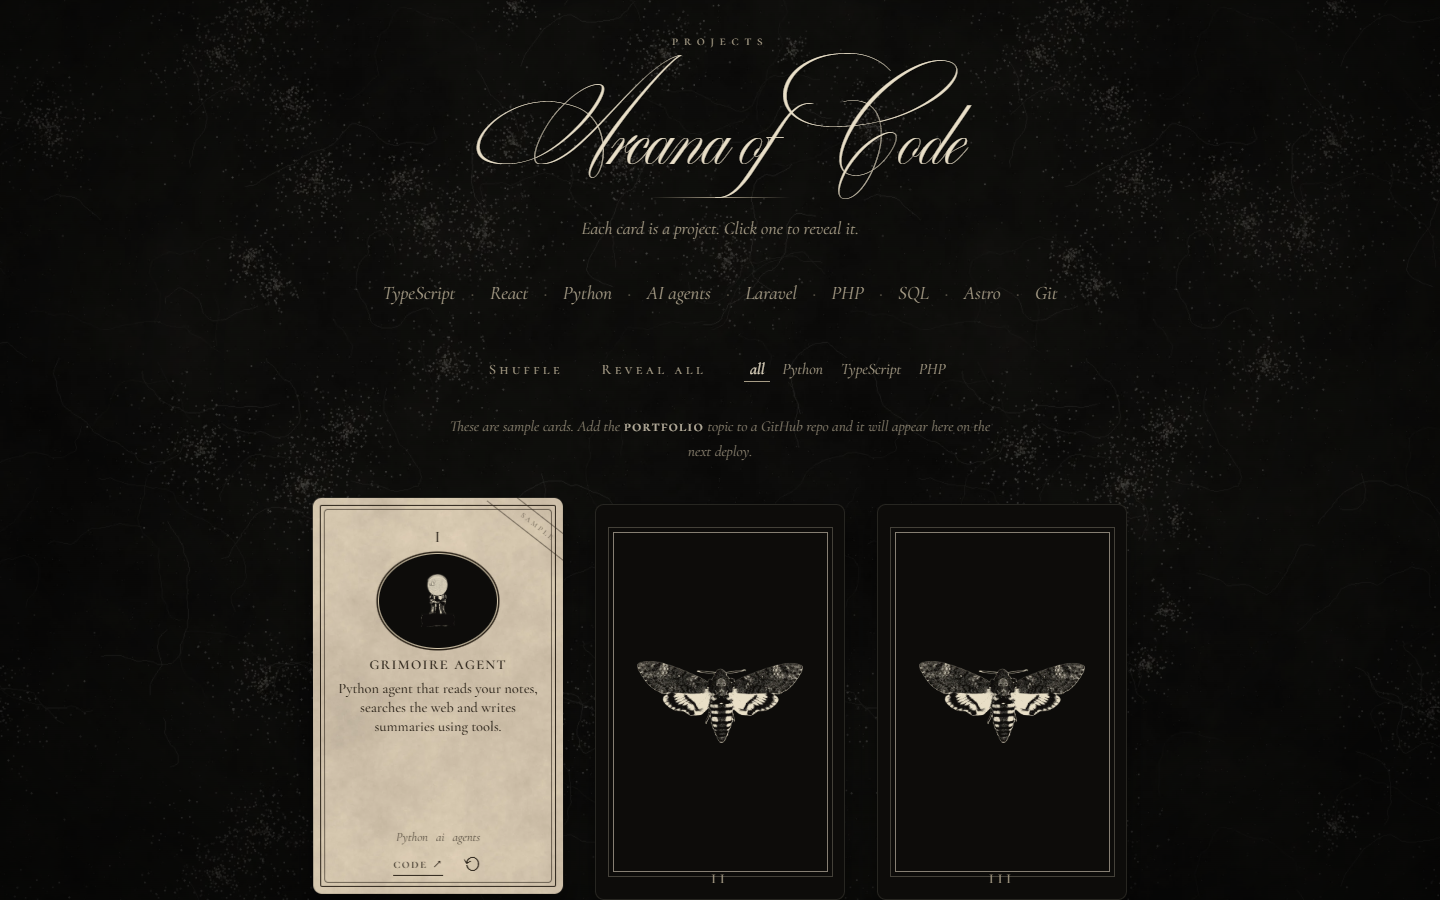 PROJECTS
Arcana of Code
Each card is a project. Click one to reveal it.
TypeScript · React · Python · AI agents · Laravel · PHP · SQL · Astro · Git
SHUFFLE REVEAL ALL all Python TypeScript PHP
These are sample cards. Add the PORTFOLIO topic to a GitHub repo and it will appear here on the
next deploy.
SAMPLE
I
GRIMOIRE AGENT
Python agent that reads your notes,
searches the web and writes
summaries using tools.
Python ai agents
CODE ↗
II
III